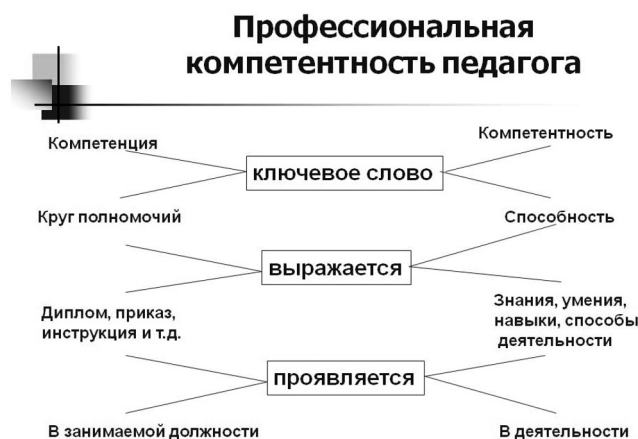 Профессиональная
компетентность педагога
Компетенция
Компетентность
ключевое слово
Круг полномочий
Способность
выражается
Диплом, приказ,
инструкция и т.д.
Знания, умения,
навыки, способы
деятельности
проявляется
В занимаемой должности
В деятельности